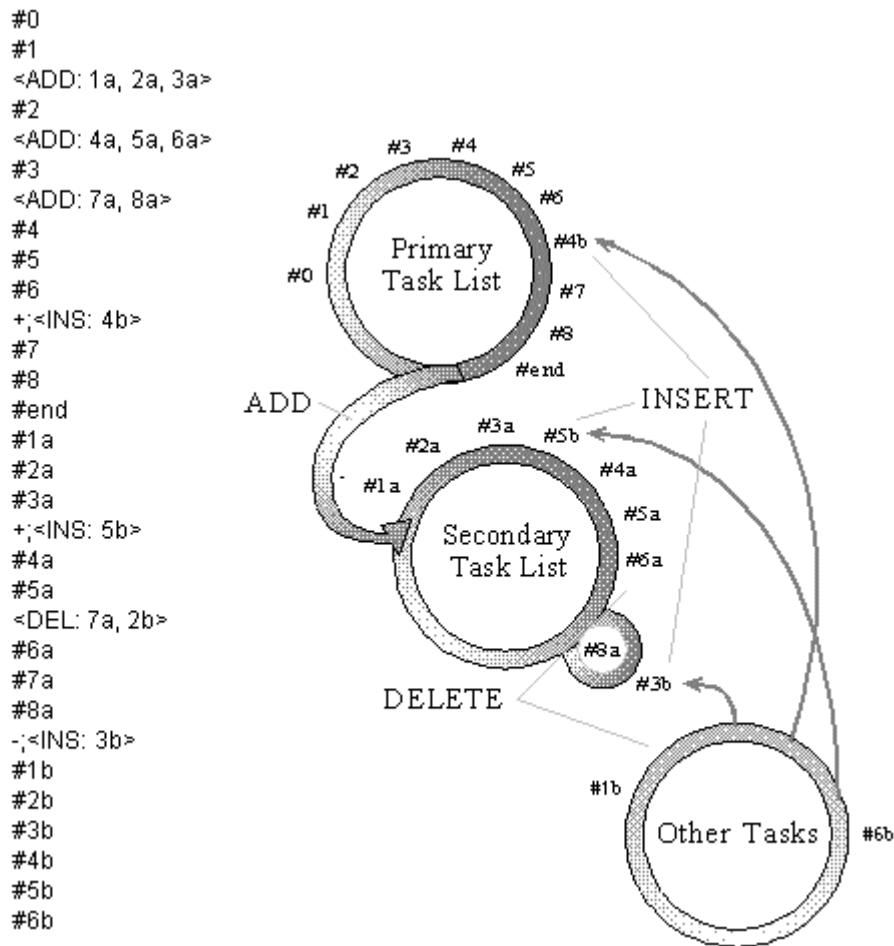 #0
#1
<ADD: 1a, 2a, 3a>
#2
<ADD: 4a, 5a, 6a>
#3
<ADD: 7a, 8a>
#4
#5
#6
+;<INS: 4b>
#7
#8
#end
#1a
#2a
#3a
+;<INS: 5b>
#4a
#5a
<DEL: 7a, 2b>
#6a
#7a
#8a
-;<INS: 3b>
#1b
#2b
#3b
#4b
#5b
#6b
#0
#1
#2
#3
#4
#5
#6
#4b
#7
#8
#end
Primary
Task List
ADD
INSERT
#1a
#2a
#3a
#5b
#4a
#5a
#6a
Secondary
Task List
#8a
#3b
DELETE
#1b
Other Tasks
#6b